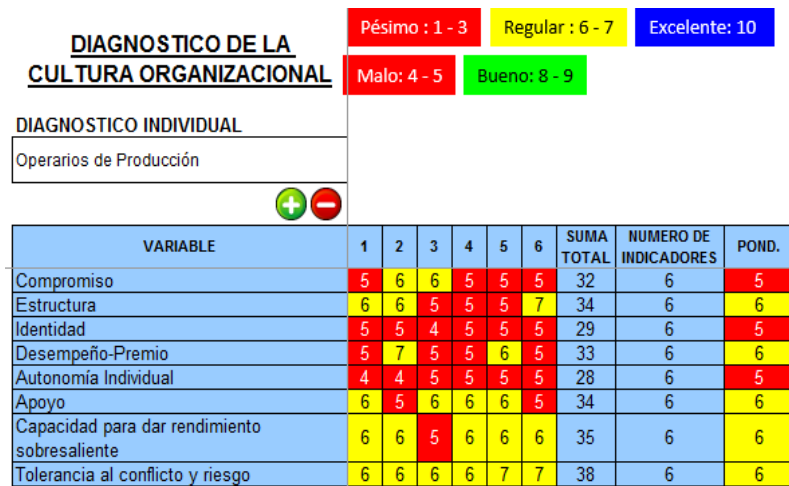 DIAGNOSTICO DE LA
CULTURA ORGANIZACIONAL
Pésimo : 1 - 3
Regular : 6 - 7
Excelente: 10
Malo: 4 - 5
Bueno: 8 - 9
DIAGNOSTICO INDIVIDUAL
Operarios de Producción
VARIABLE 1 2 3 4 5 6 SUMA TOTAL NUMERO DE INDICADORES POND.
Compromiso 5 6 6 5 5 5 32 6 5
Estructura 6 6 5 5 5 7 34 6 6
Identidad 5 5 4 5 5 5 29 6 5
Desempeño-Premio 5 7 5 5 6 5 33 6 6
Autonomía Individual 4 4 5 5 5 5 28 6 5
Apoyo 6 5 6 6 6 5 34 6 6
Capacidad para dar rendimiento
sobresaliente 6 6 5 6 6 6 35 6 6
Tolerancia al conflicto y riesgo 6 6 6 6 7 7 38 6 6